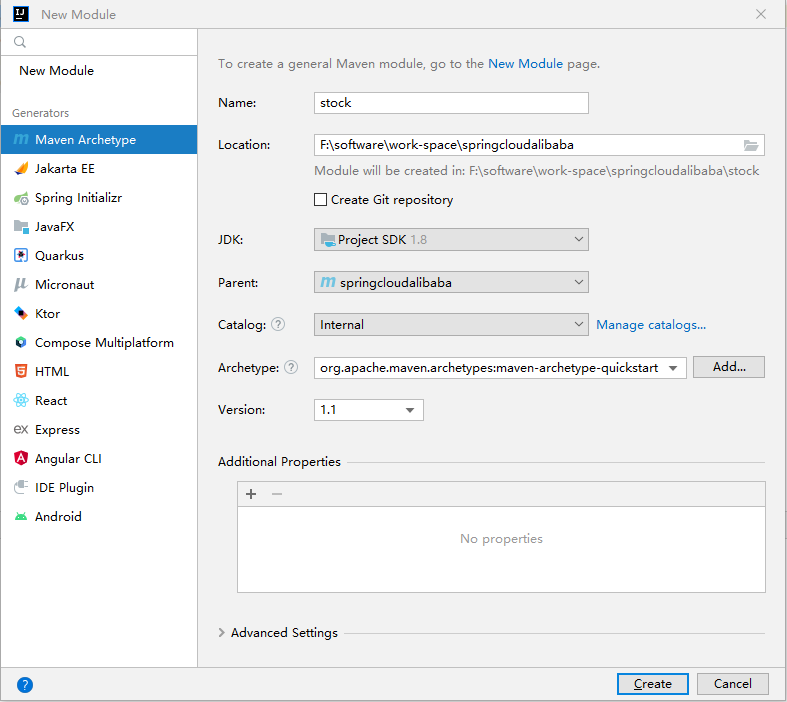 New Module
New Module
Generators
Maven Archetype
Jakarta EE
Spring Initializr
JavaFX
Quarkus
Micronaut
Ktor
Compose Multiplatform
HTML
React
Express
Angular CLI
IDE Plugin
Android
To create a general Maven module, go to the New Module page.
Name: stock
Location: F:\software\work-space\springcloudalibaba
Module will be created in: F:\software\work-space\springcloudalibaba\stock
Create Git repository
JDK: Project SDK 1.8
Parent: springcloudalibaba
Catalog: ? Internal Manage catalogs...
Archetype: ? org.apache.maven.archetypes:maven-archetype-quickstart Add...
Version: 1.1
Additional Properties
No properties
Advanced Settings
? Create Cancel